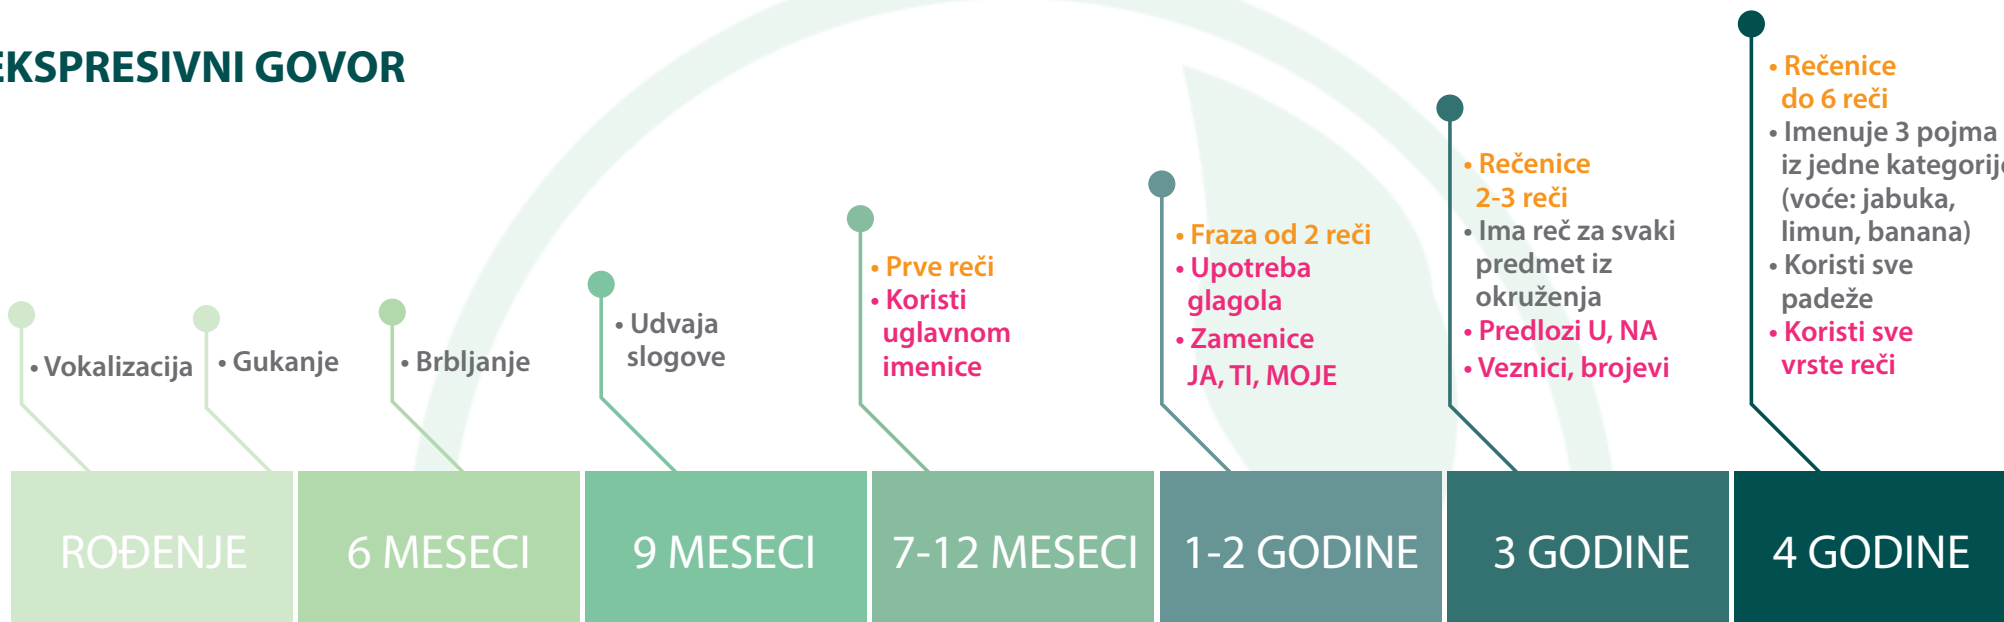 EKSPRESIVNI GOVOR
• Vokalizacija
• Gukanje
• Brbljanje
• Udvaja
slogove
• Prve reči
• Koristi
uglavnom
imenice
• Fraza od 2 reči
• Upotreba
glagola
• Zamenice
JA, TI, MOJE
• Rečenice
2-3 reči
• Ima reč za svaki
predmet iz
okruženja
• Predlozi U, NA
• Veznici, brojevi
• Rečenice
do 6 reči
• Imenuje 3 pojma
iz jedne kategorije
(voće: jabuka,
limun, banana)
• Koristi sve
padeže
• Koristi sve
vrste reči
ROĐENJE
6 MESECI
9 MESECI
7-12 MESECI
1-2 GODINE
3 GODINE
4 GODINE